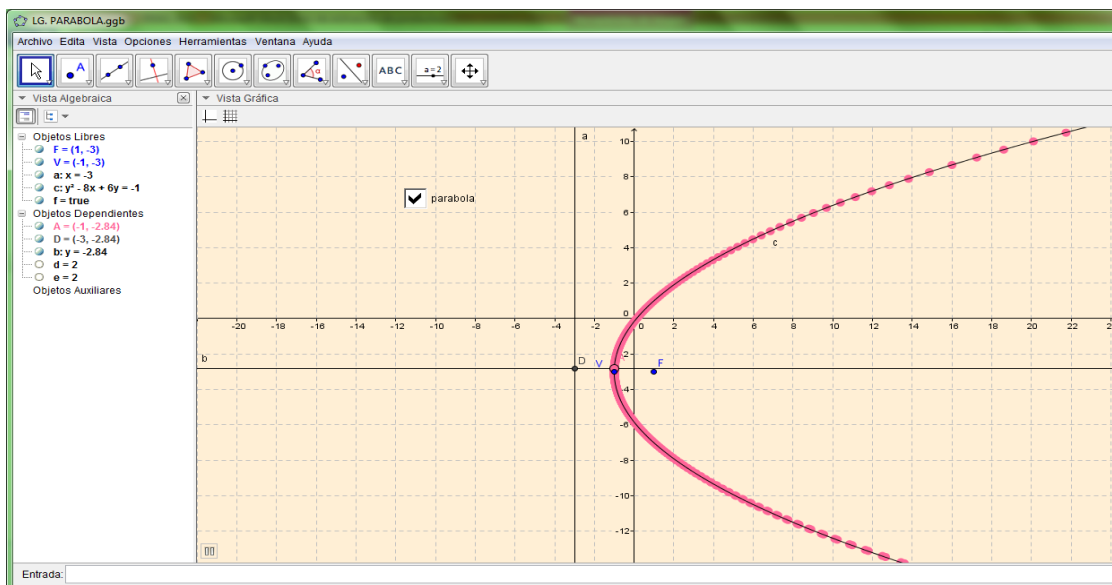 LG. PARABOLA.ggb
Archivo Edita Vista Opciones Herramientas Ventana Ayuda
A
α
ABC
a=2
Vista Algebraica
Vista Gráfica
Objetos Libres
F = (1, -3)
V = (-1, -3)
a: x = -3
c: y² - 8x + 6y = -1
f = true
Objetos Dependientes
A = (-1, -2.84)
D = (-3, -2.84)
b: y = -2.84
d = 2
e = 2
Objetos Auxiliares
a
10
8
parabola
6
c
4
2
0
-20 -18 -16 -14 -12 -10 -8 -6 -4 -2 0 2 4 6 8 10 12 14 16 18 20 22
-2
b
D V F
-4
-6
-8
-10
-12
Entrada: